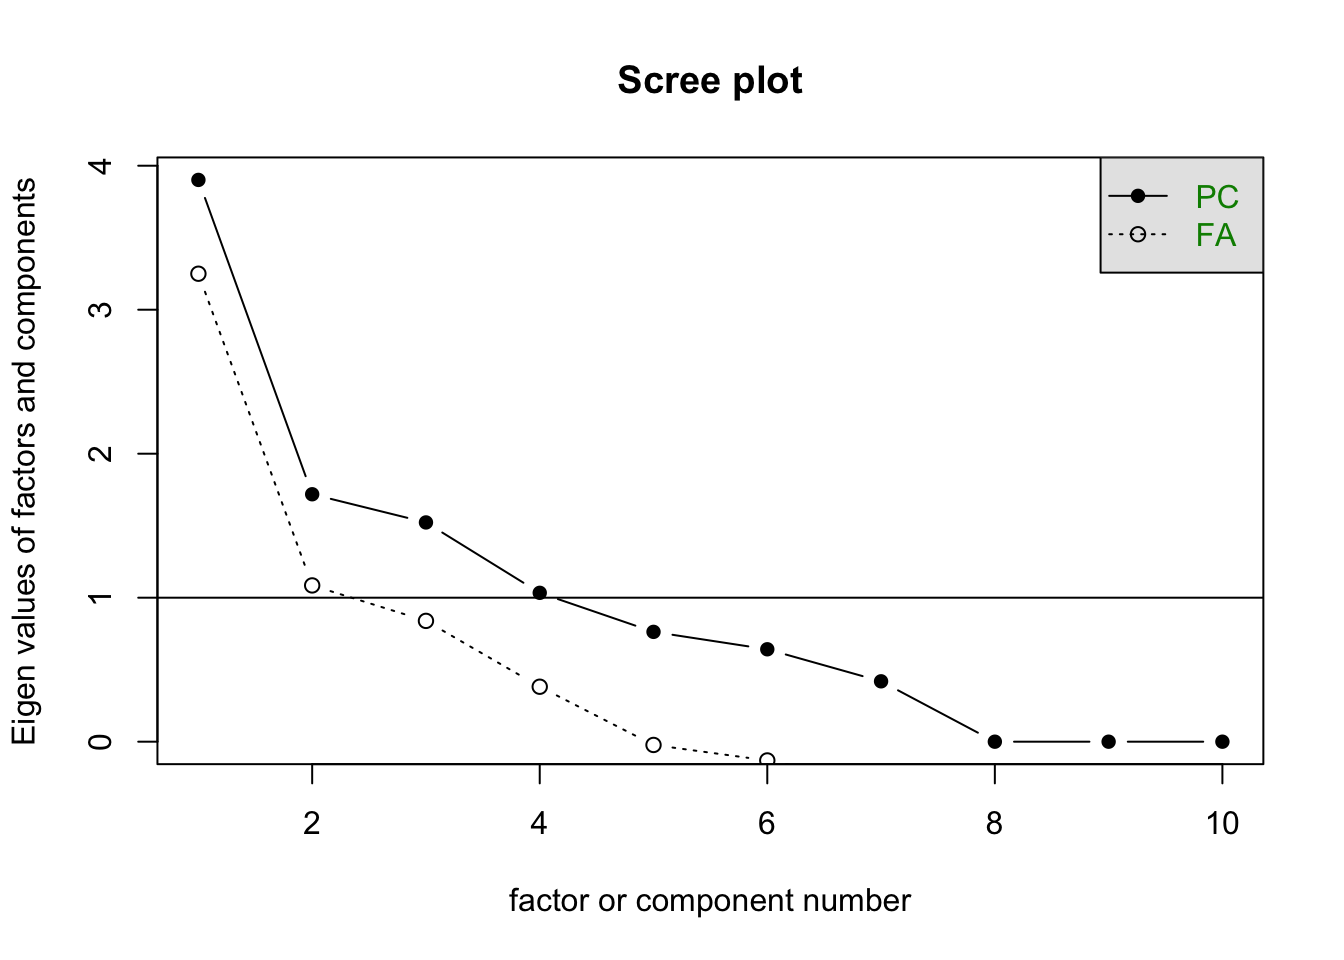 Scree plot
Eigen values of factors and components
4
3
2
1
0
PC
FA
2
4
6
8
10
factor or component number